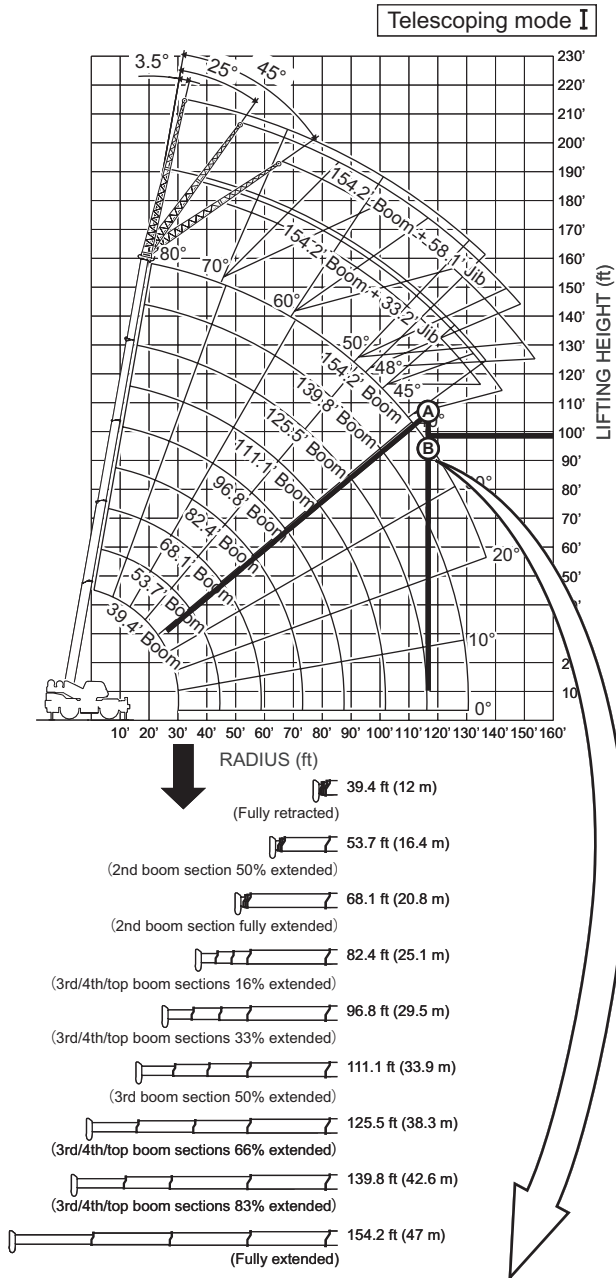 Telescoping mode I
230'
220'
210'
200'
190'
180'
170'
160'
150'
140'
130'
120'
110'
100'
90'
80'
70'
60'
50'
10'
LIFTING HEIGHT (ft)
3.5°
25°
45°
80°
70°
60°
50°
48°
45°
20°
10°
0°
154.2' Boom + 58.1' Jib
154.2' Boom + 33.2' Jib
154.2' Boom
139.8' Boom
125.5' Boom
111.1' Boom
96.8' Boom
82.4' Boom
68.1' Boom
53.7' Boom
39.4' Boom
A
B
10' 20' 30' 40' 50' 60' 70' 80' 90' 100' 110' 120' 130' 140' 150' 160'
RADIUS (ft)
39.4 ft (12 m)
(Fully retracted)
53.7 ft (16.4 m)
(2nd boom section 50% extended)
68.1 ft (20.8 m)
(2nd boom section fully extended)
82.4 ft (25.1 m)
(3rd/4th/top boom sections 16% extended)
96.8 ft (29.5 m)
(3rd/4th/top boom sections 33% extended)
111.1 ft (33.9 m)
(3rd boom section 50% extended)
125.5 ft (38.3 m)
(3rd/4th/top boom sections 66% extended)
139.8 ft (42.6 m)
(3rd/4th/top boom sections 83% extended)
154.2 ft (47 m)
(Fully extended)